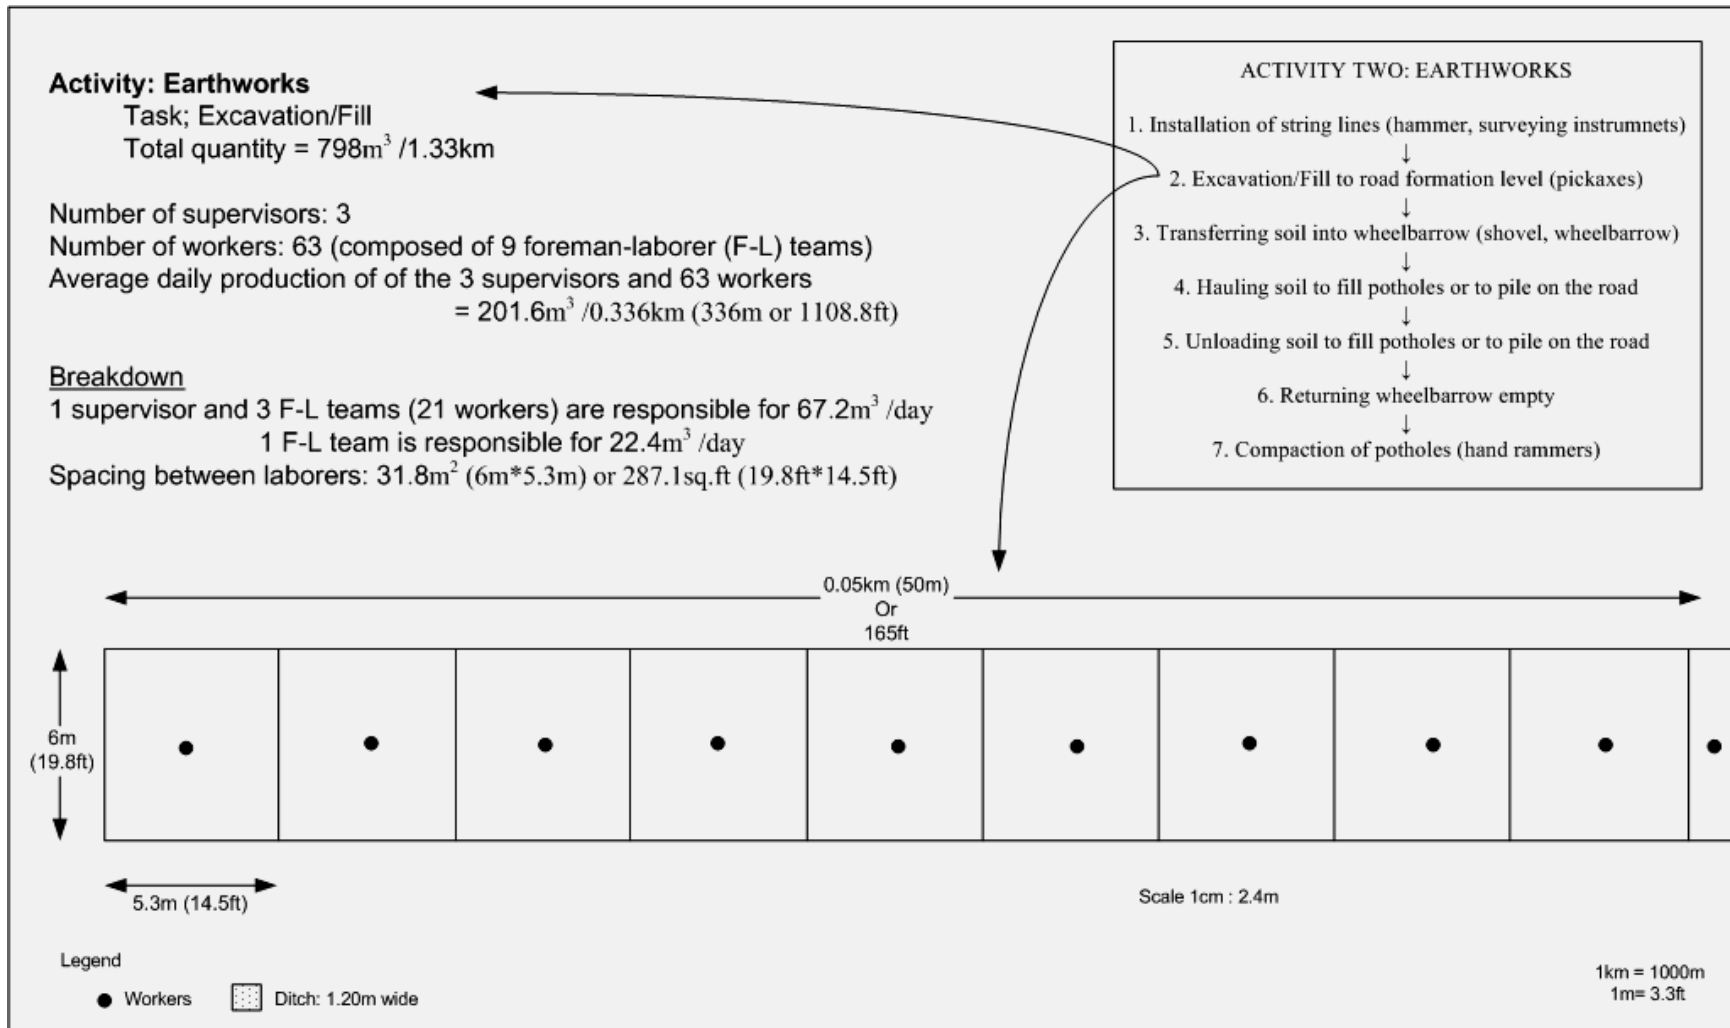 Activity: Earthworks
Task; Excavation/Fill
Total quantity = 798m³ /1.33km
Number of supervisors: 3
Number of workers: 63 (composed of 9 foreman-laborer (F-L) teams)
Average daily production of of the 3 supervisors and 63 workers
= 201.6m³ /0.336km (336m or 1108.8ft)
Breakdown
1 supervisor and 3 F-L teams (21 workers) are responsible for 67.2m³ /day
1 F-L team is responsible for 22.4m³ /day
Spacing between laborers: 31.8m² (6m*5.3m) or 287.1sq.ft (19.8ft*14.5ft)
ACTIVITY TWO: EARTHWORKS
1. Installation of string lines (hammer, surveying instrumnets)
↓
2. Excavation/Fill to road formation level (pickaxes)
↓
3. Transferring soil into wheelbarrow (shovel, wheelbarrow)
↓
4. Hauling soil to fill potholes or to pile on the road
↓
5. Unloading soil to fill potholes or to pile on the road
↓
6. Returning wheelbarrow empty
↓
7. Compaction of potholes (hand rammers)
0.05km (50m)
Or
165ft
6m
(19.8ft)
5.3m (14.5ft)
Scale 1cm : 2.4m
Legend
Workers
Ditch: 1.20m wide
1km = 1000m
1m= 3.3ft